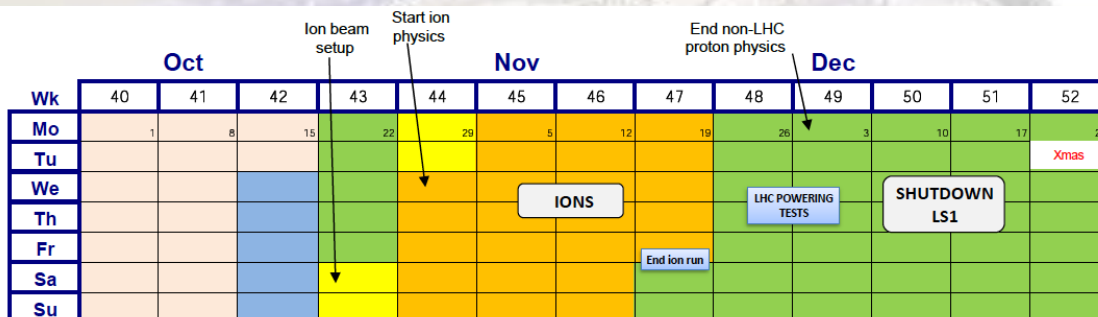 Ion beam
setup
Start ion
physics
End non-LHC
proton physics
Oct Nov Dec
Wk 40 41 42 43 44 45 46 47 48 49 50 51 52
Mo 1 8 15 22 29 5 12 19 26 3 10 17
Tu Xmas
We
IONS
LHC POWERING
TESTS
SHUTDOWN
LS1
Th
Fr
End ion run
Sa
Su